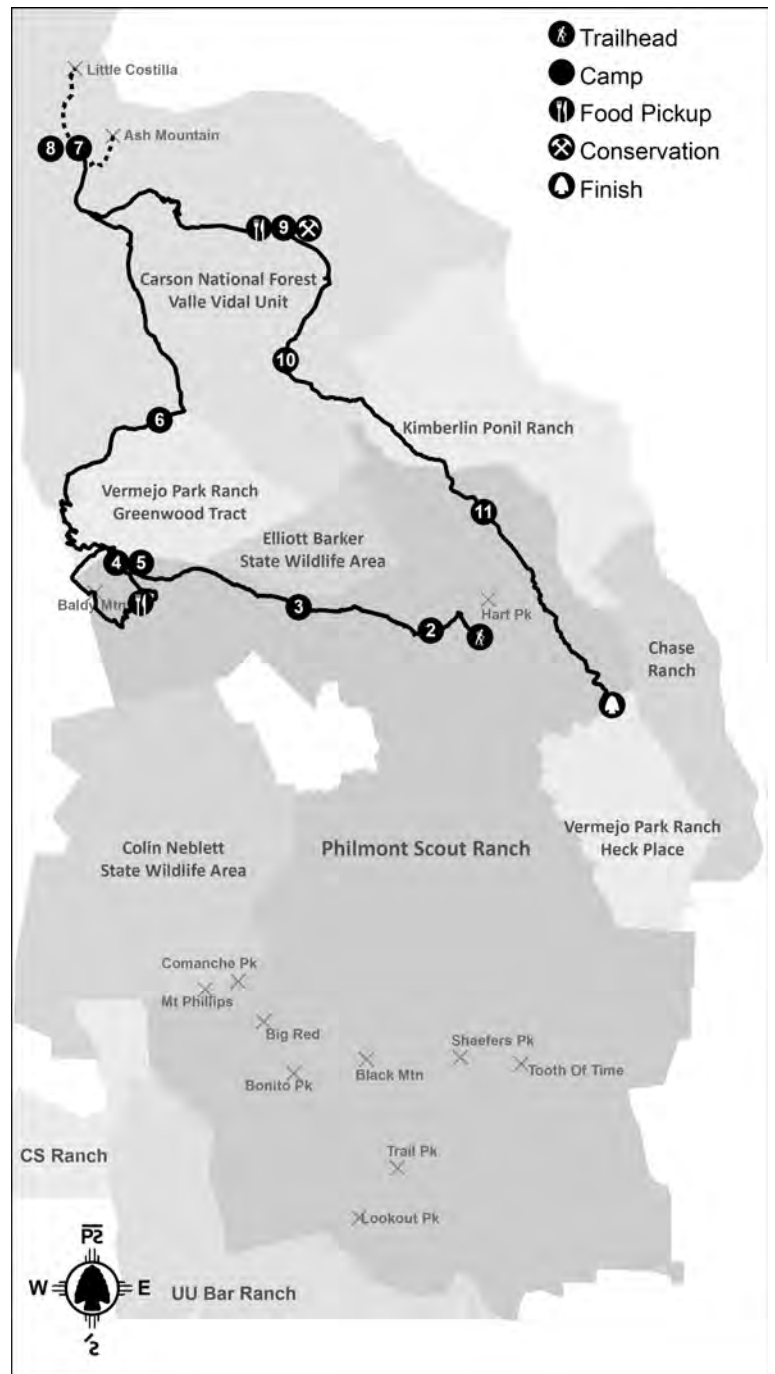 Trailhead
Camp
Food Pickup
Conservation
Finish
Little Costilla
Ash Mountain
8
7
9
Carson National Forest
Valle Vidal Unit
10
6
Kimberlin Ponil Ranch
Vermejo Park Ranch
Greenwood Tract
11
Elliott Barker
State Wildlife Area
4
5
Baldy Mtn
3
Hart Pk
2
Chase
Ranch
Vermejo Park Ranch
Heck Place
Colin Neblett
State Wildlife Area
Philmont Scout Ranch
Comanche Pk
Mt Phillips
Big Red
Shaefers Pk
Black Mtn
Tooth Of Time
Bonito Pk
Trail Pk
CS Ranch
Lookout Pk
W
E
UU Bar Ranch